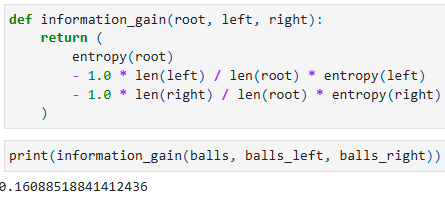 def information_gain(root, left, right):
    return (
        entropy(root)
        - 1.0 * len(left) / len(root) * entropy(left)
        - 1.0 * len(right) / len(root) * entropy(right)
    )
print(information_gain(balls, balls_left, balls_right))
0.16088518841412436